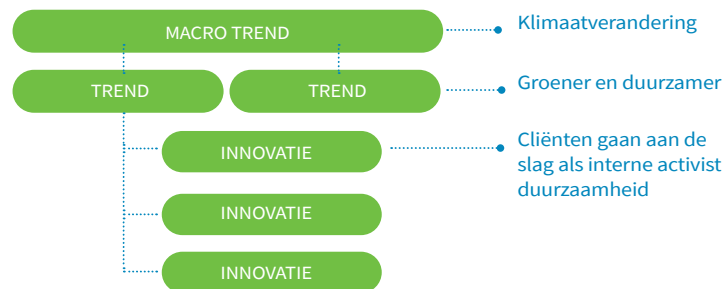 MACRO TREND
Klimaatverandering
TREND
TREND
Groener en duurzamer
INNOVATIE
Cliënten gaan aan de
slag als interne activist
duurzaamheid
INNOVATIE
INNOVATIE